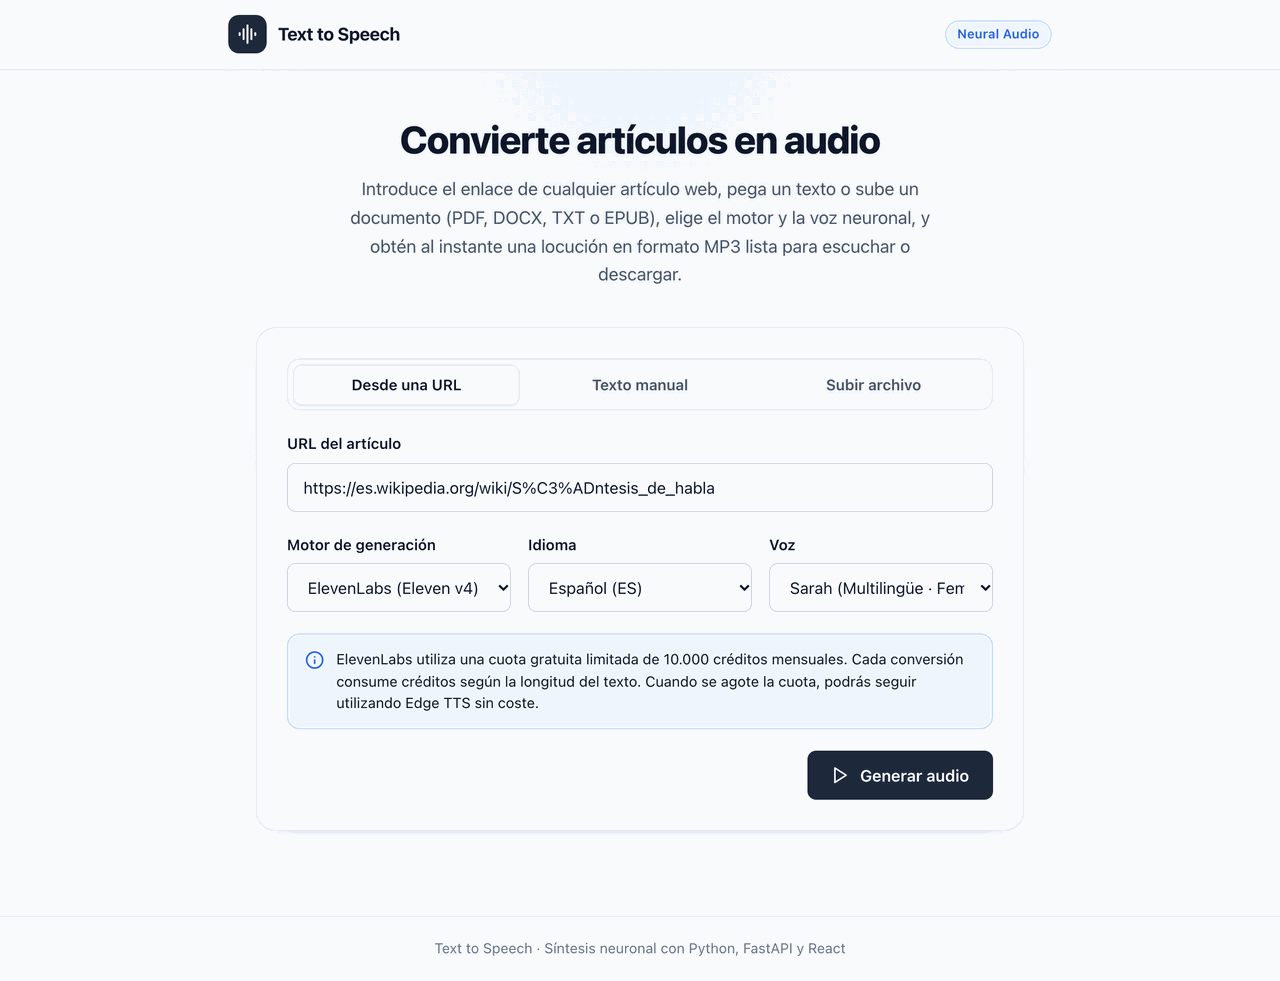 Text to Speech
Neural Audio
Convierte artículos en audio
Introduce el enlace de cualquier artículo web, pega un texto o sube un
documento (PDF, DOCX, TXT o EPUB), elige el motor y la voz neuronal, y
obtén al instante una locución en formato MP3 lista para escuchar o
descargar.
Desde una URL
Texto manual
Subir archivo
URL del artículo
https://es.wikipedia.org/wiki/S%C3%ADntesis_de_habla
Motor de generación
Idioma
Voz
ElevenLabs (Eleven v4)
Español (ES)
Sarah (Multilingüe · Fem
ElevenLabs utiliza una cuota gratuita limitada de 10.000 créditos mensuales. Cada conversión
consume créditos según la longitud del texto. Cuando se agote la cuota, podrás seguir
utilizando Edge TTS sin coste.
Generar audio
Text to Speech · Síntesis neuronal con Python, FastAPI y React